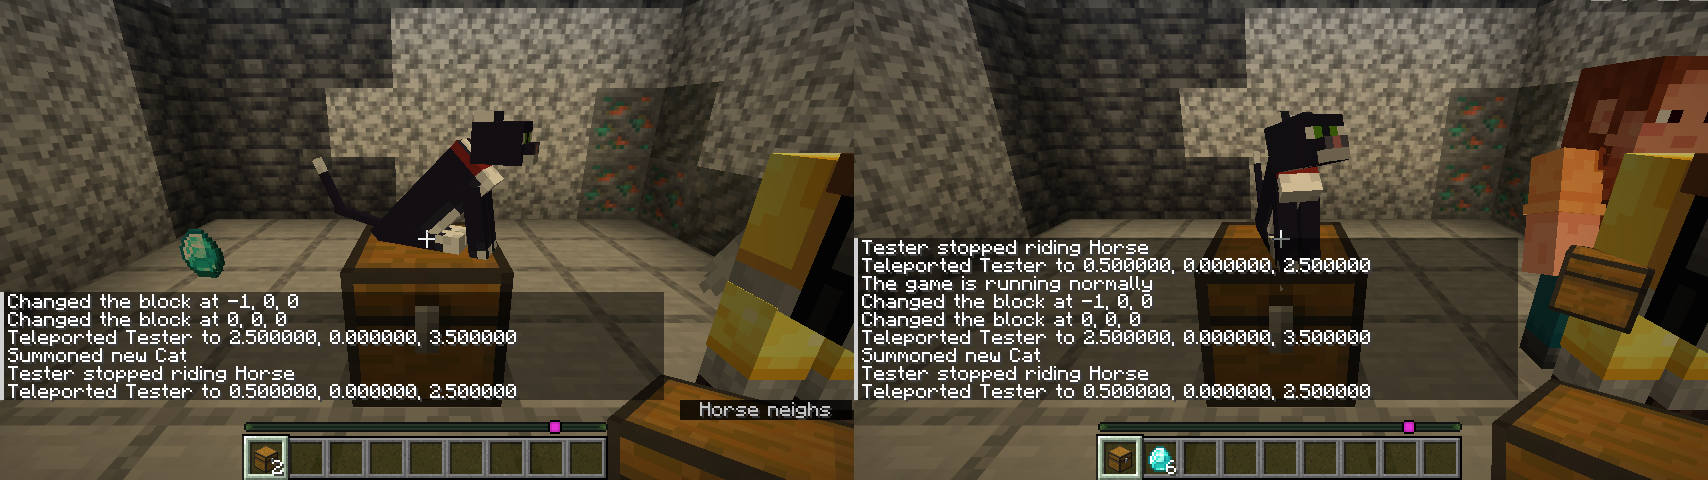 Changed the block at -1, 0, 0
Changed the block at 0, 0, 0
Teleported Tester to 2.500000, 0.000000, 3.500000
Summoned new Cat
Tester stopped riding Horse
Teleported Tester to 0.500000, 0.000000, 2.500000
Horse neighs
2
Tester stopped riding Horse
Teleported Tester to 0.500000, 0.000000, 2.500000
The game is running normally
Changed the block at -1, 0, 0
Changed the block at 0, 0, 0
Teleported Tester to 2.500000, 0.000000, 3.500000
Summoned new Cat
Tester stopped riding Horse
Teleported Tester to 0.500000, 0.000000, 2.500000
6